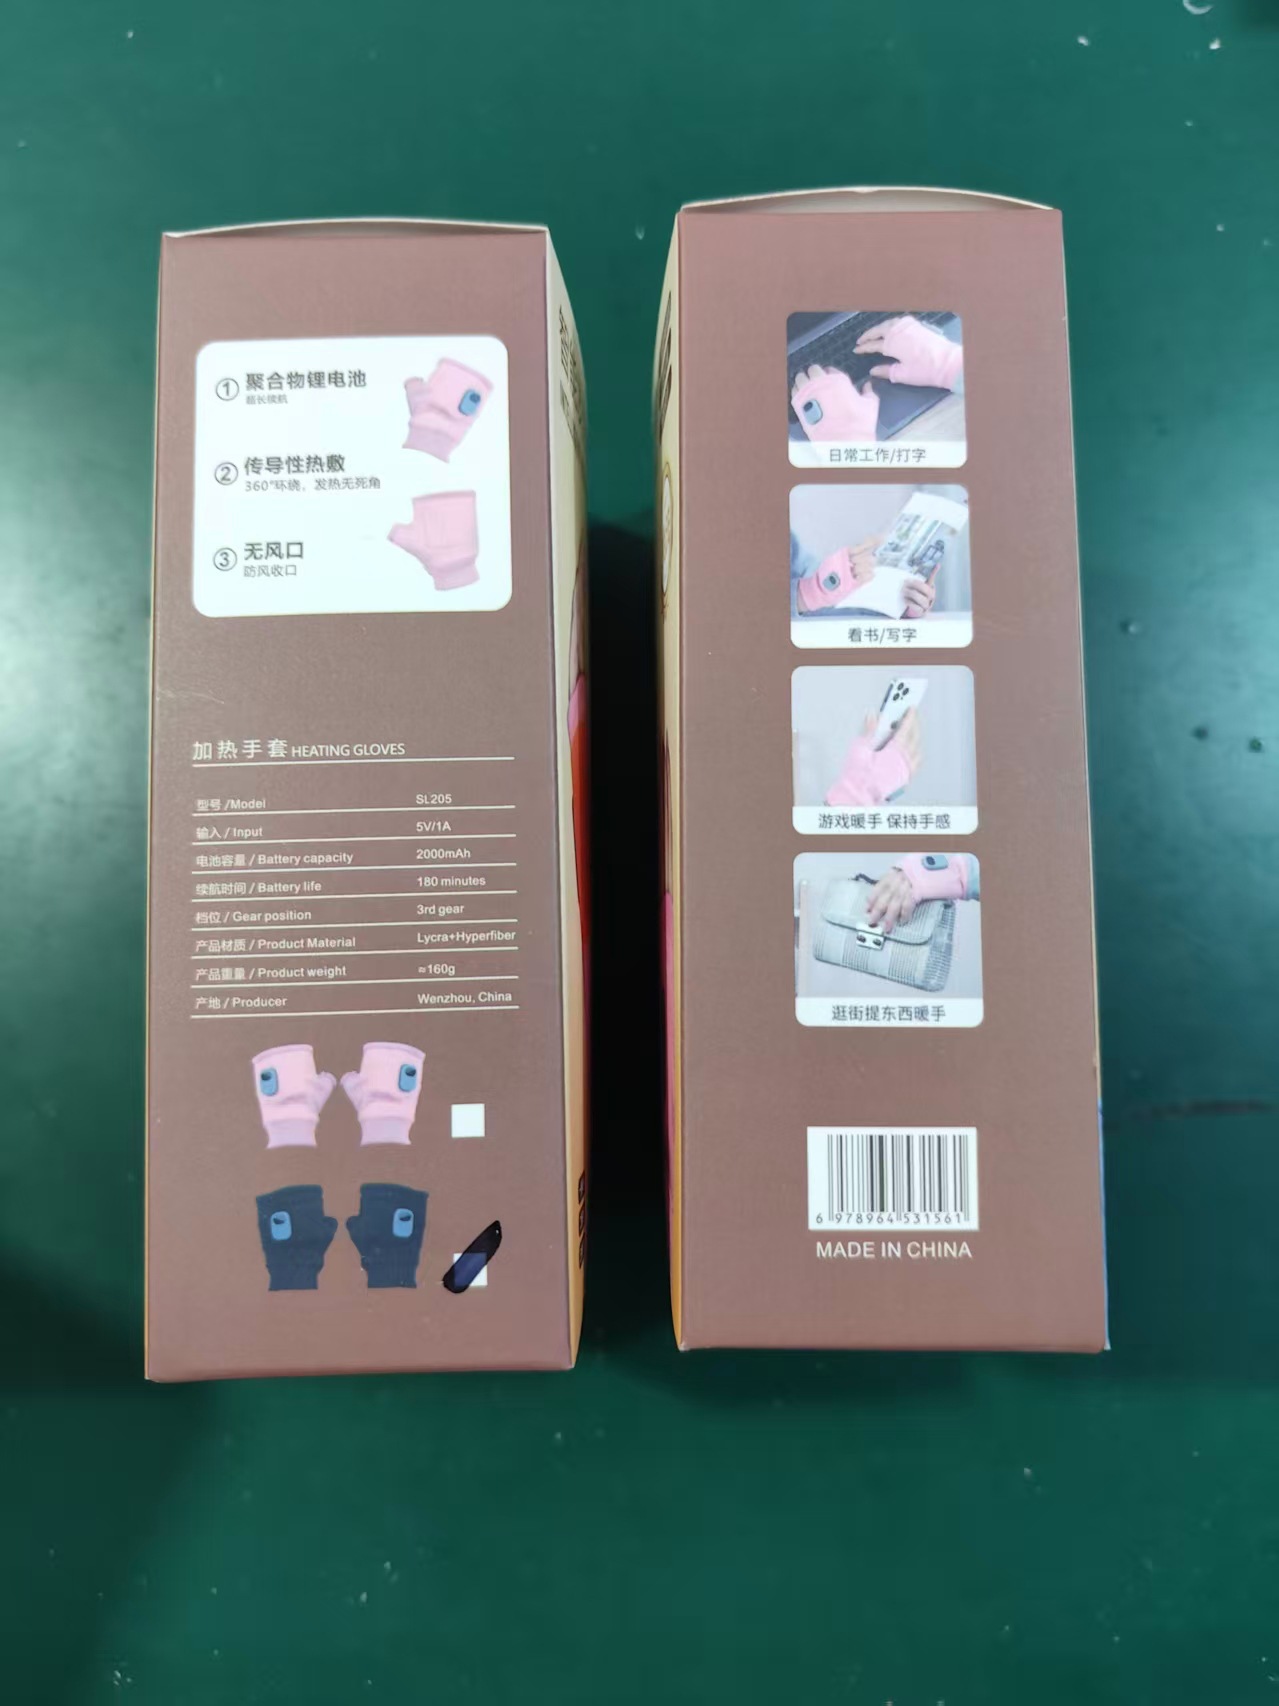 ① 聚合物锂电池
超长续航
② 传导性热敷
360°环绕，发热无死角
③ 无风口
防风收口
加热手套 HEATING GLOVES
型号 /Model SL205
输入 / Input 5V/1A
电池容量 / Battery capacity 2000mAh
续航时间 / Battery life 180 minutes
档位 / Gear position 3rd gear
产品材质 / Product Material Lycra+Hyperfiber
产品重量 / Product weight ≈160g
产地 / Producer Wenzhou, China
日常工作/打字
看书/写字
游戏暖手 保持手感
逛街提东西暖手
6 978964 531561
MADE IN CHINA